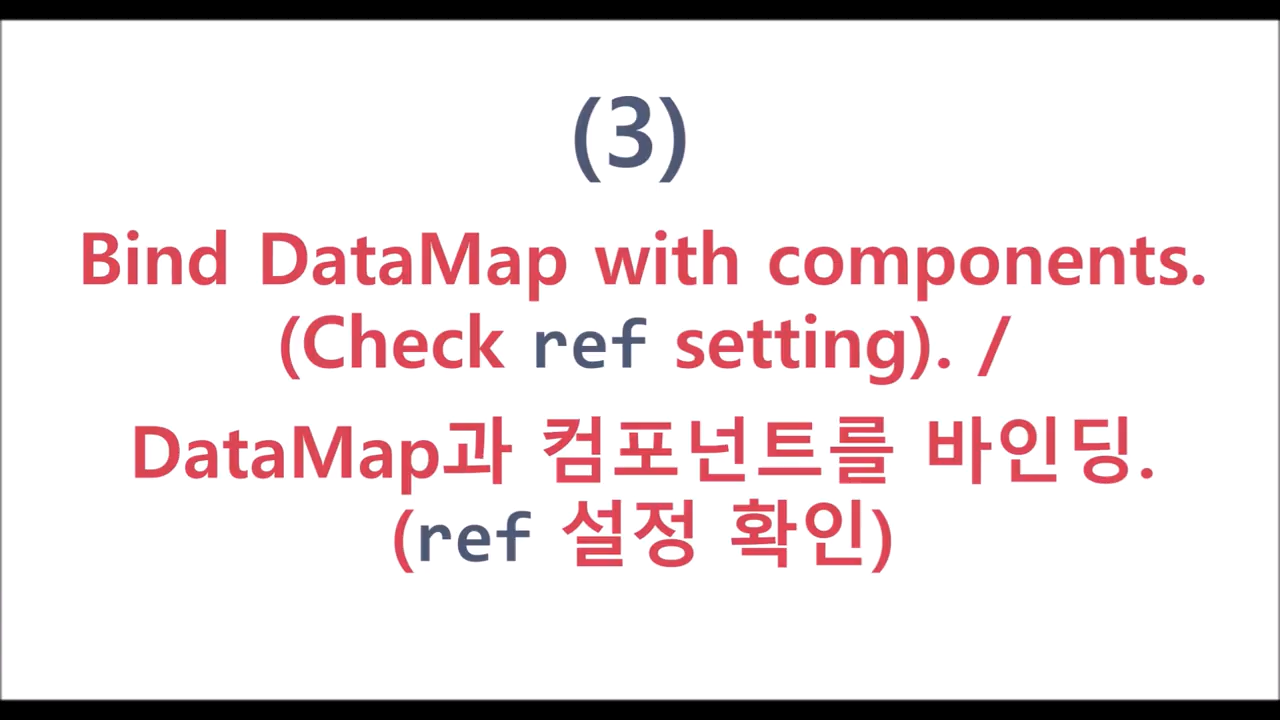 (3)
Bind DataMap with components.
(Check ref setting). /
DataMap과 컴포넌트를 바인딩.
(ref 설정 확인)